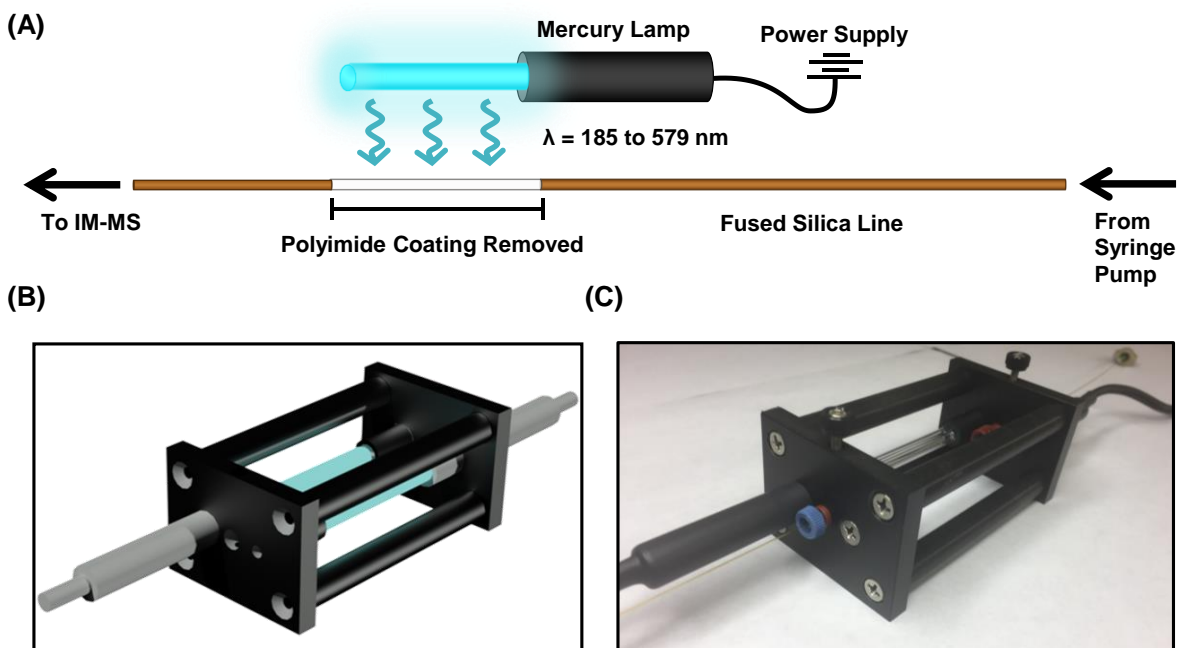 (A)
Mercury Lamp
Power Supply
λ = 185 to 579 nm
To IM-MS
Polyimide Coating Removed
Fused Silica Line
From
Syringe
Pump
(B)
(C)